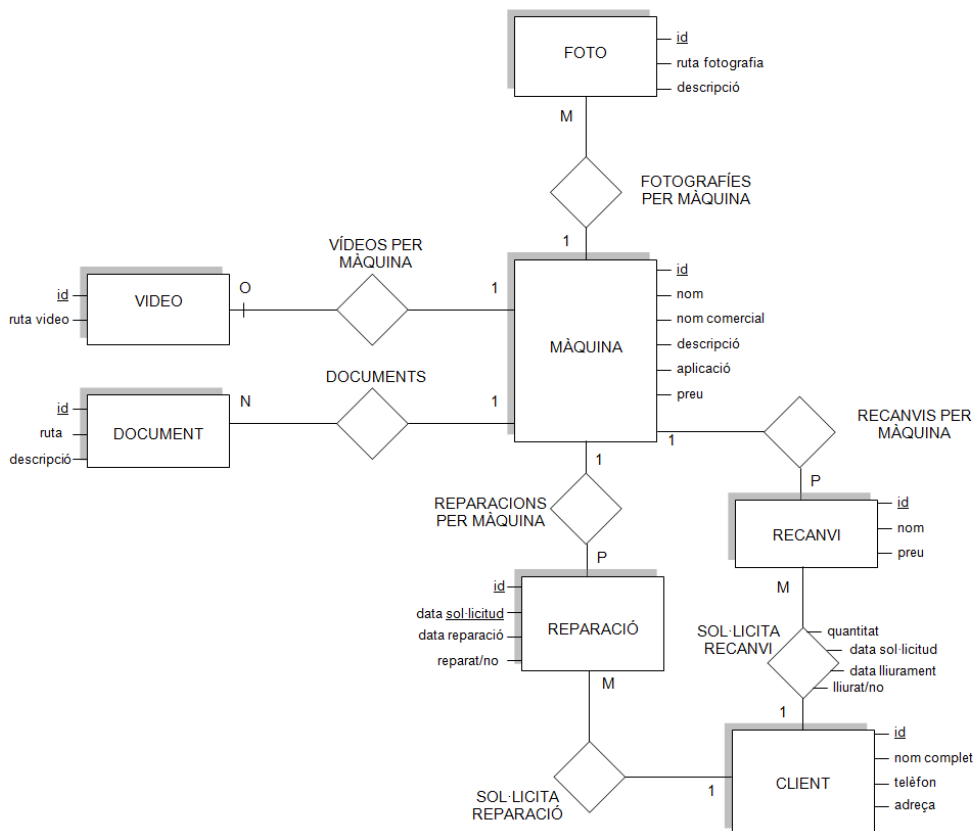 FOTO
id
ruta fotografia
descripció
M
FOTOGRAFÍES
PER MÀQUINA
1
VÍDEOS PER
MÀQUINA
VIDEO
id
ruta video
O
1
MÀQUINA
id
nom
nom comercial
descripció
aplicació
preu
DOCUMENTS
DOCUMENT
id
ruta
descripció
N
1
1
RECANVIS PER
MÀQUINA
P
1
REPARACIONS
PER MÀQUINA
P
RECANVI
id
nom
preu
M
REPARACIÓ
id
data sol·licitud
data reparació
reparat/no
M
SOL·LICITA
RECANVI
quantitat
data sol·licitud
data lliurament
lliurat/no
1
SOL·LICITA
REPARACIÓ
1
CLIENT
id
nom complet
telèfon
adreça